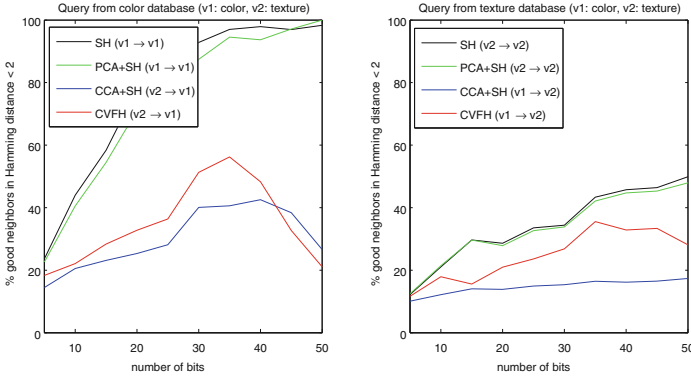 Query from color database (v1: color, v2: texture)
100
80
60
40
20
0
10
20
30
40
50
% good neighbors in Hamming distance < 2
number of bits
SH (v1 → v1)
PCA+SH (v1 → v1)
CCA+SH (v2 → v1)
CVFH (v2 → v1)
Query from texture database (v1: color, v2: texture)
100
80
60
40
20
0
10
20
30
40
50
% good neighbors in Hamming distance < 2
number of bits
SH (v2 → v2)
PCA+SH (v2 → v2)
CCA+SH (v1 → v2)
CVFH (v1 → v2)